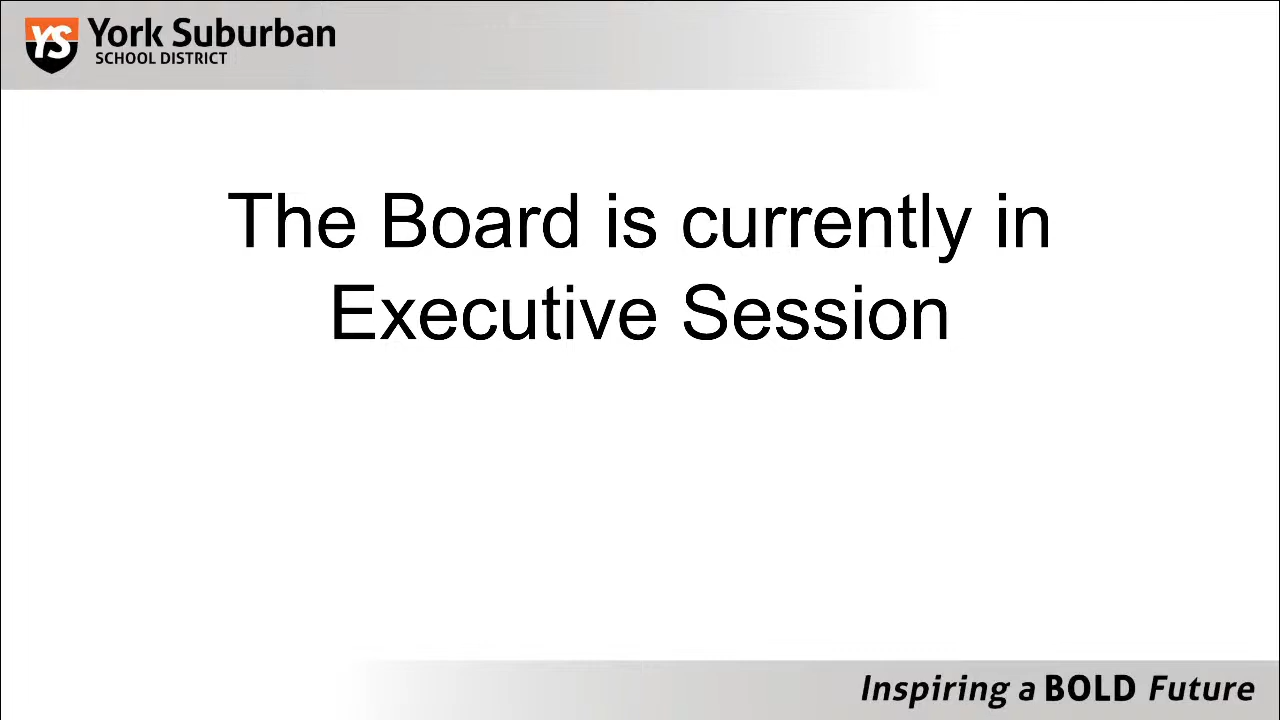 YS York Suburban
SCHOOL DISTRICT
The Board is currently in
Executive Session
Inspiring a BOLD Future